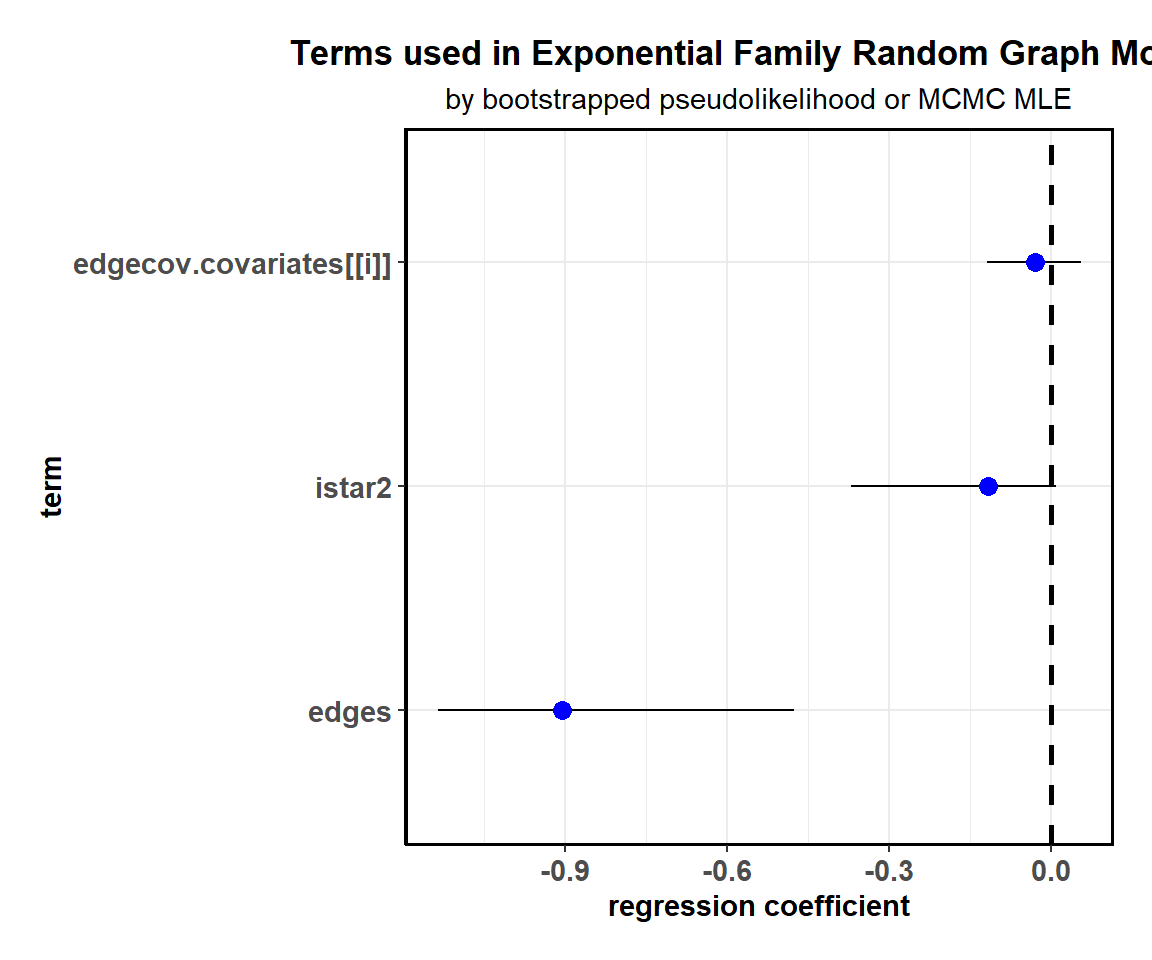 Terms used in Exponential Family Random Graph
by bootstrapped pseudolikelihood or MCMC MLE
edgecov.covariates[[i]]
istar2
edges
term
-0.9 -0.6 -0.3 0.0
regression coefficient